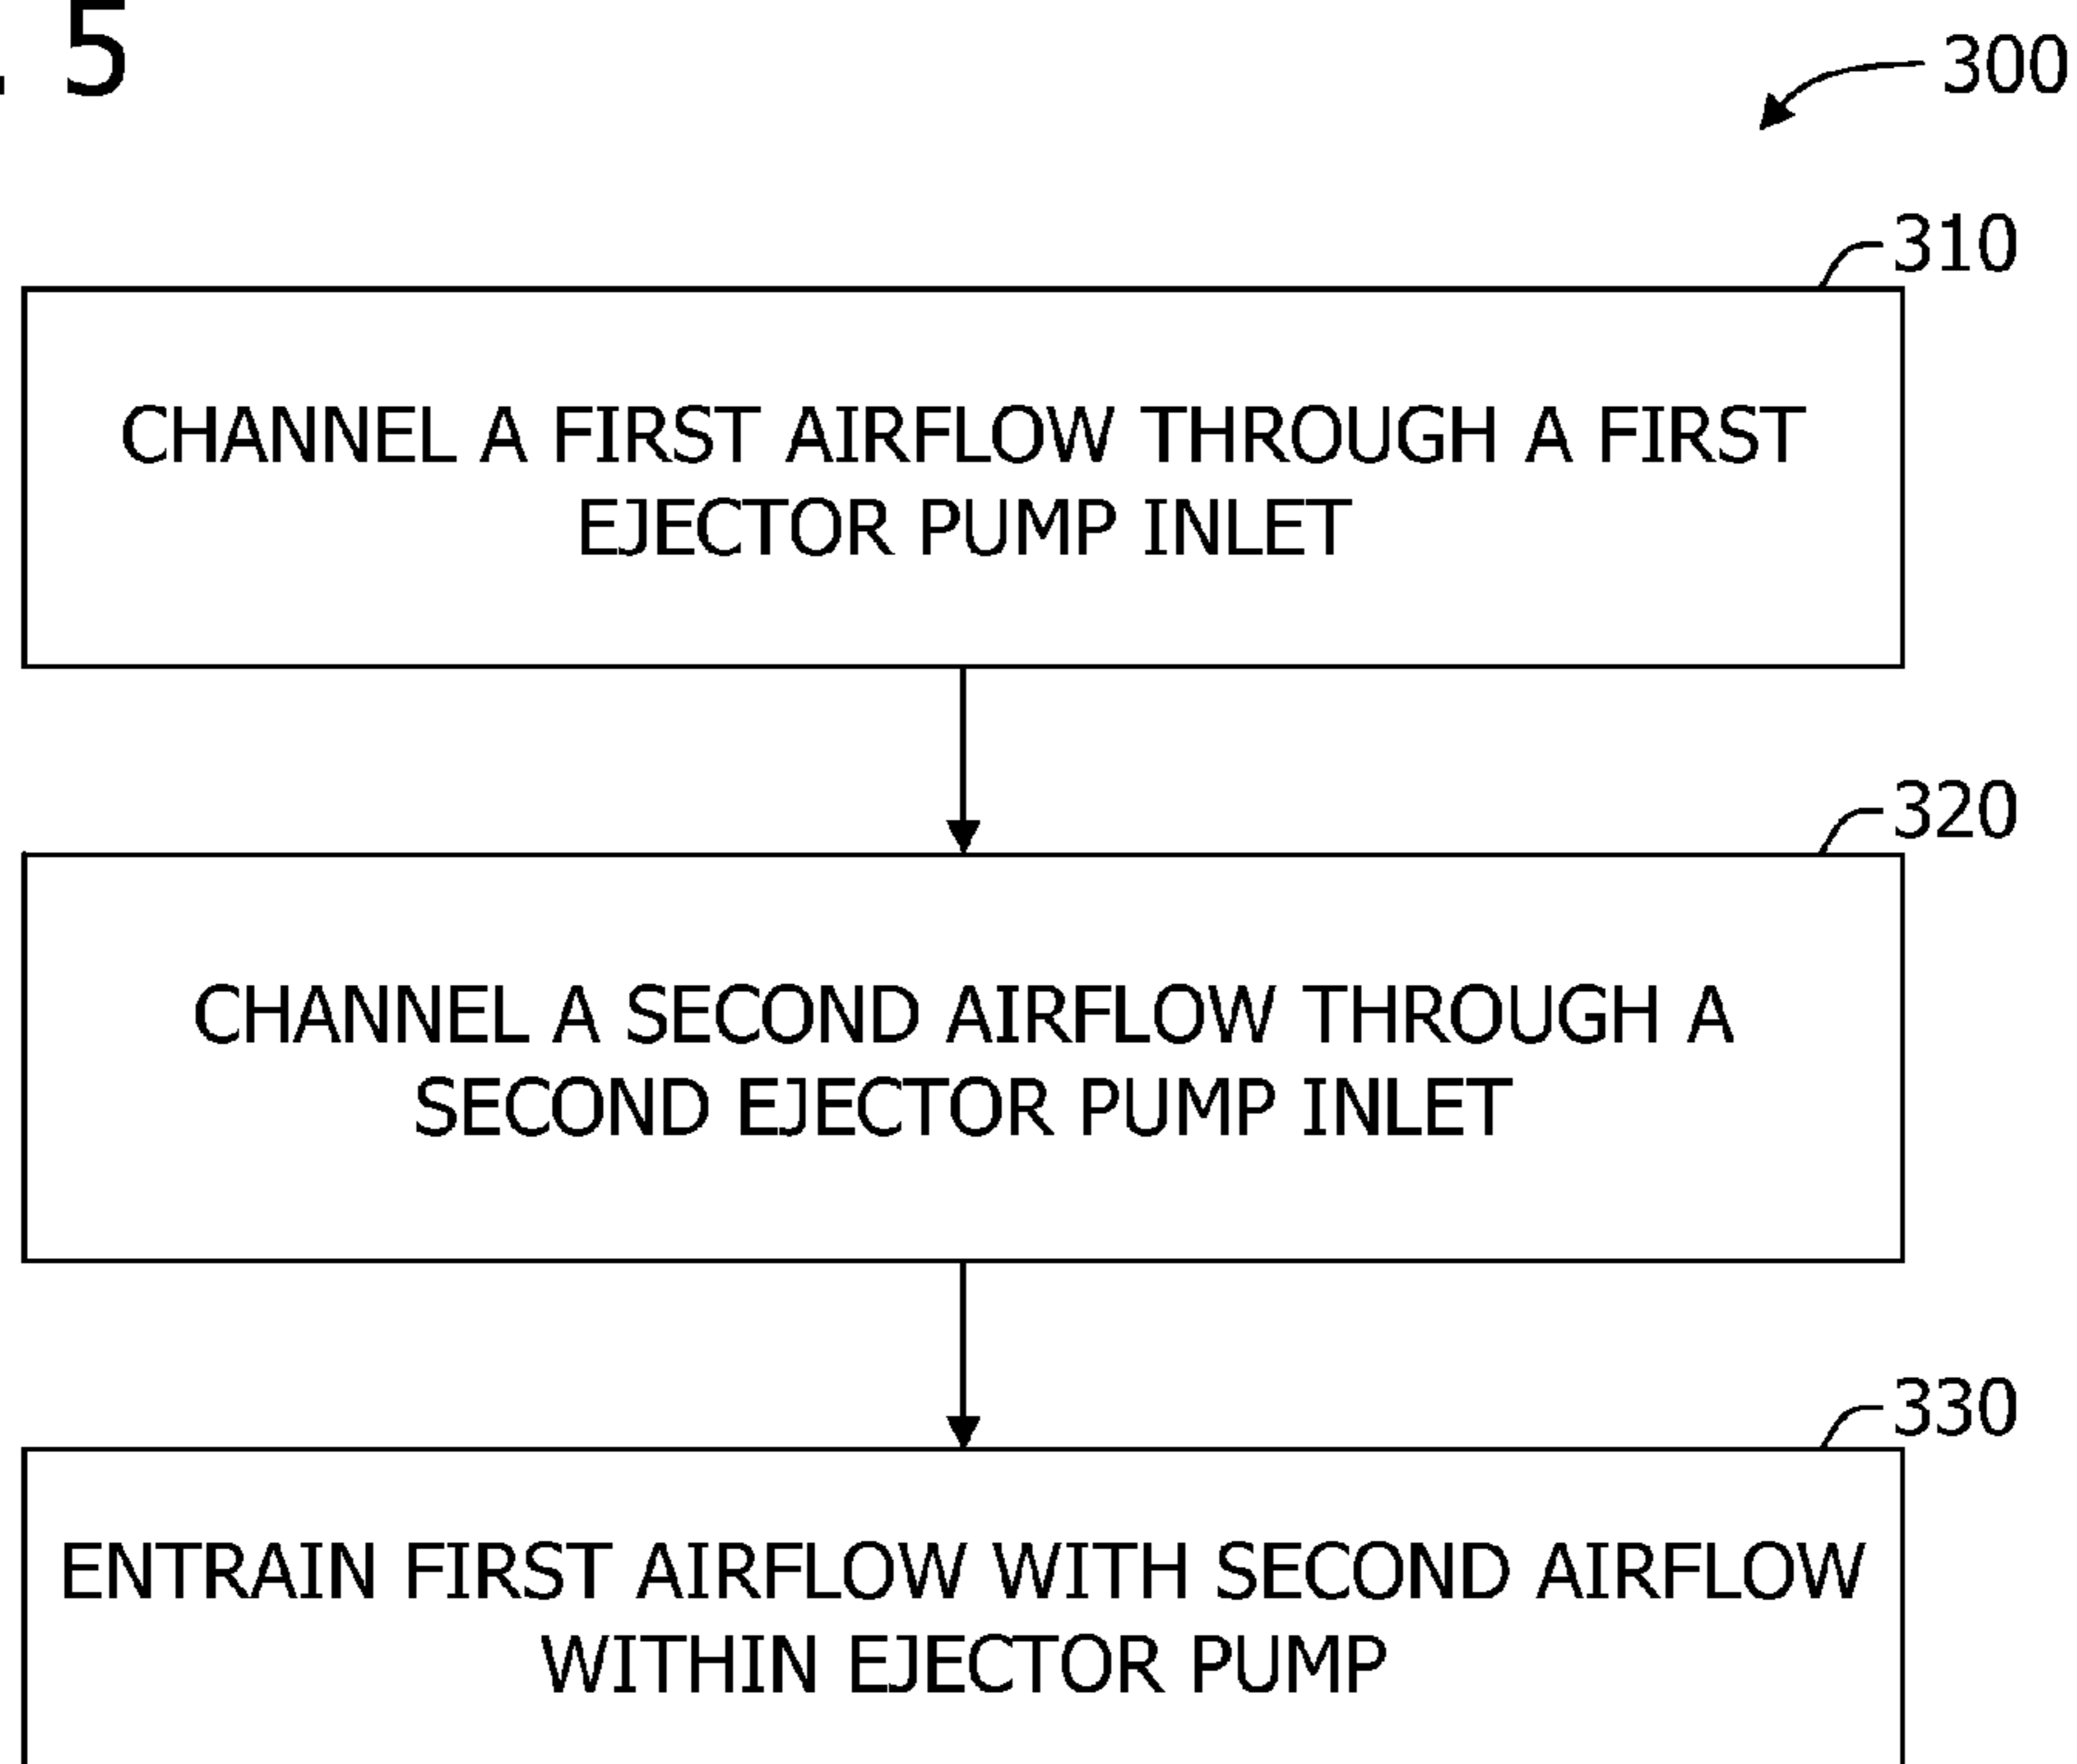 . 5
300
310
CHANNEL A FIRST AIRFLOW THROUGH A FIRST
EJECTOR PUMP INLET
320
CHANNEL A SECOND AIRFLOW THROUGH A
SECOND EJECTOR PUMP INLET
330
ENTRAIN FIRST AIRFLOW WITH SECOND AIRFLOW
WITHIN EJECTOR PUMP